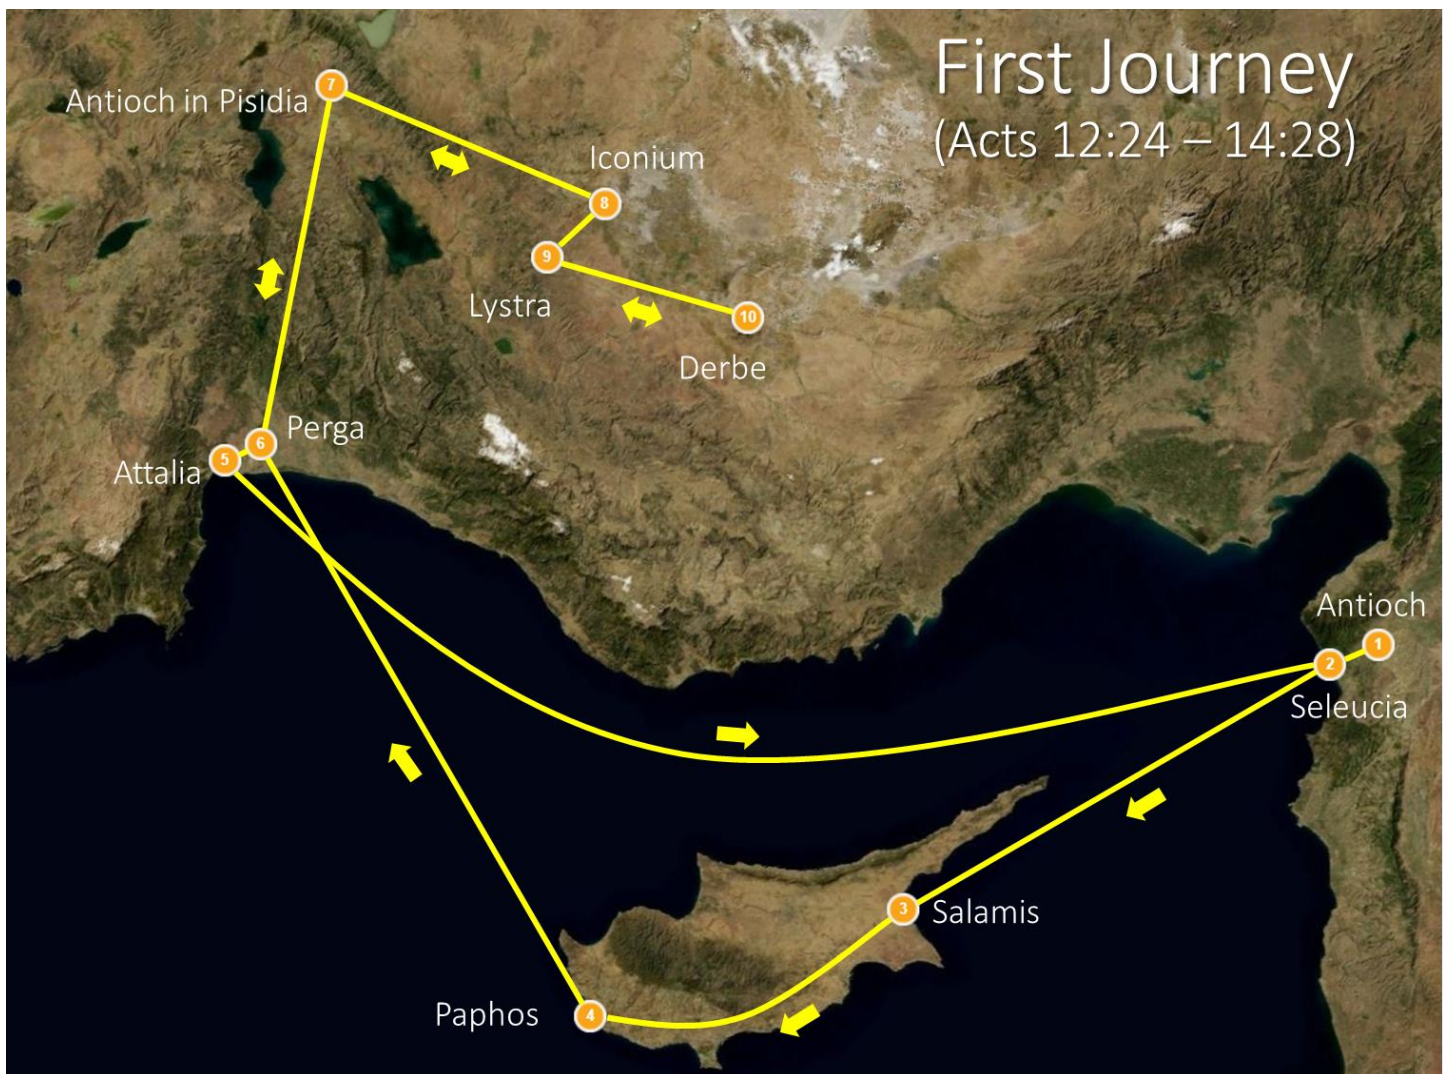 First Journey
(Acts 12:24 – 14:28)
7
Antioch in Pisidia
Iconium
8
9
Lystra
10
Derbe
6
Perga
5
Attalia
Antioch
1
2
Seleucia
3
Salamis
4
Paphos